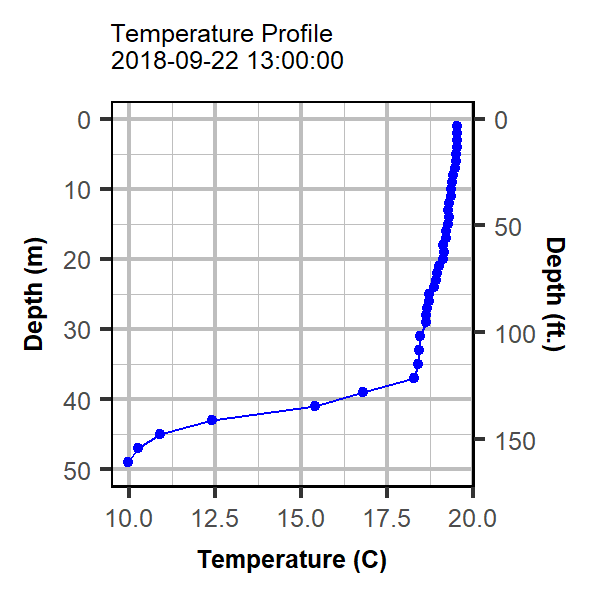 Temperature Profile
2018-09-22 13:00:00
0
10
20
30
40
50
Depth (m)
0
50
100
150
Depth (ft.)
10.0 12.5 15.0 17.5 20.0
Temperature (C)